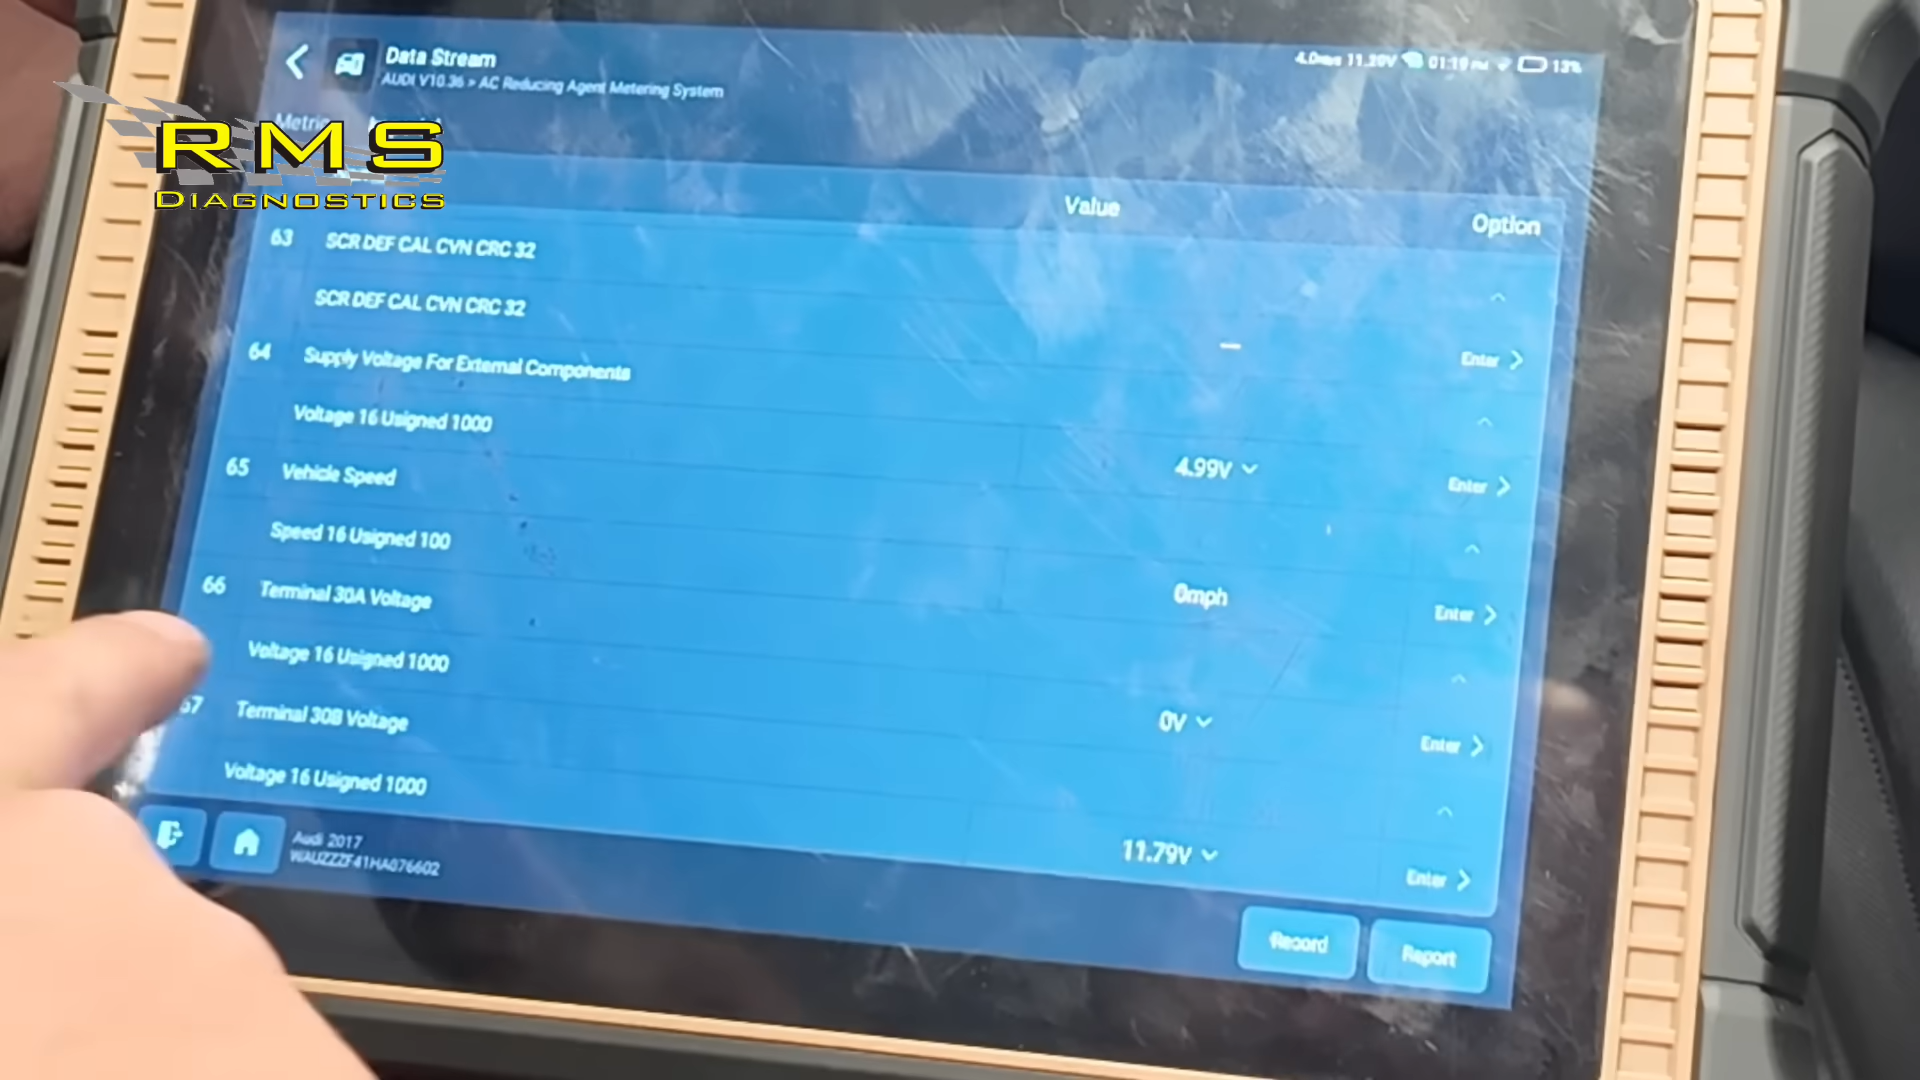 Data Stream
AUDI V10.36 > AC Reducing Agent Metering System
11.20V 01:19 PM 13%
RMS
DIAGNOSTICS
Value Option
63 SCR DEF CAL CVN CRC 32
SCR DEF CAL CVN CRC 32 — Enter >
64 Supply Voltage For External Components
Voltage 16 Usigned 1000 4.99V Enter >
65 Vehicle Speed
Speed 16 Usigned 100 0mph Enter >
66 Terminal 30A Voltage
Voltage 16 Usigned 1000 0V Enter >
67 Terminal 30B Voltage
Voltage 16 Usigned 1000 11.79V Enter >
Audi 2017
WAUZZZF41HA076602
Record Report